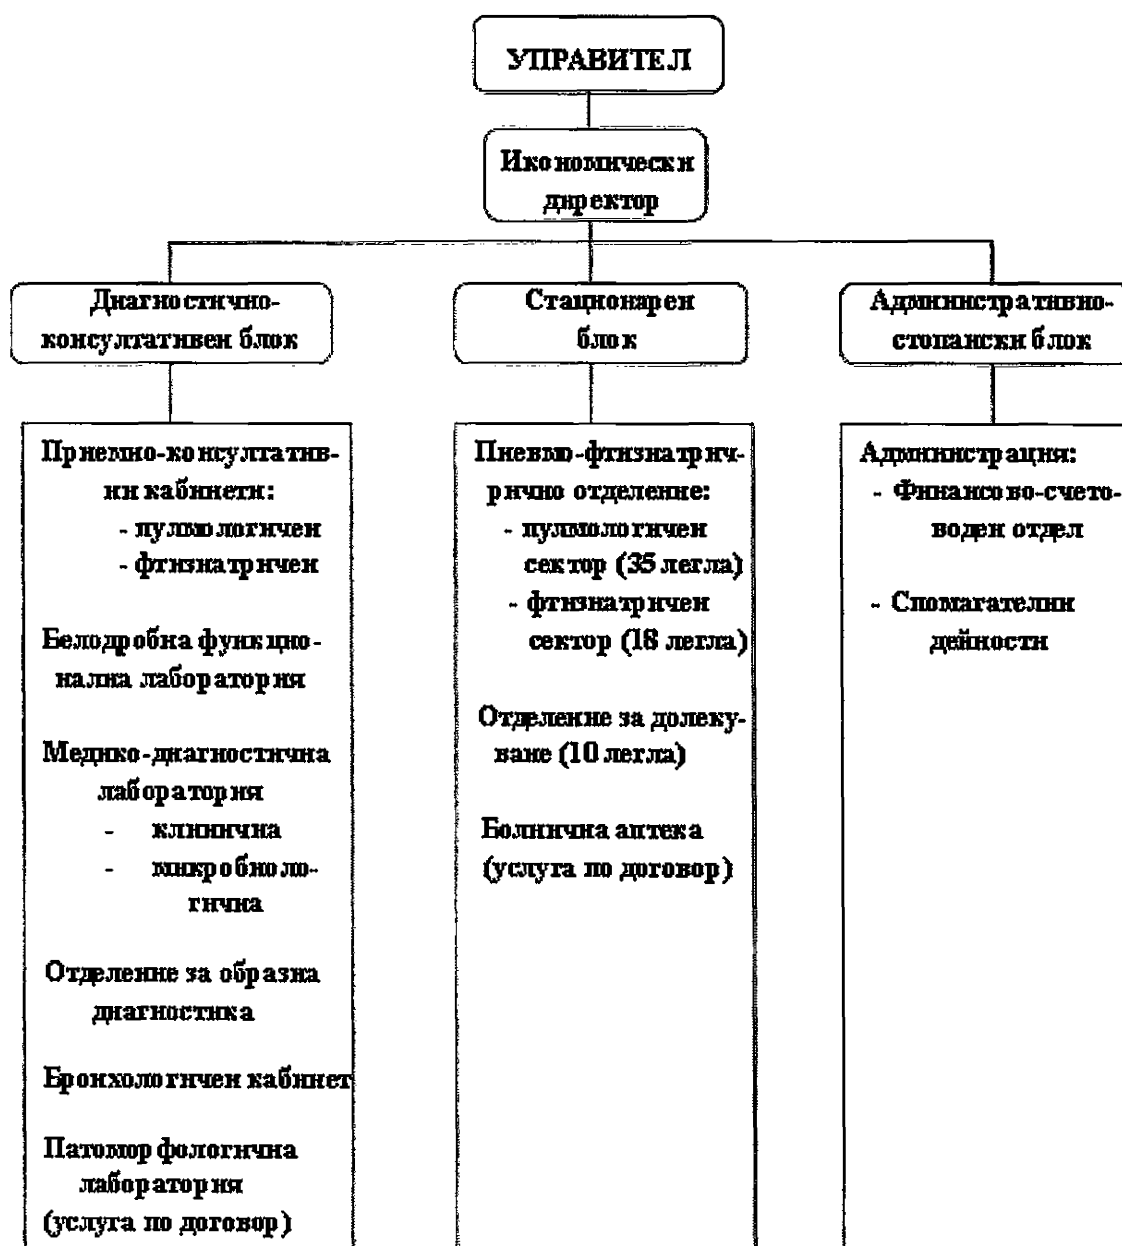 УПРАВИТЕЛ
Икономически
директор
Диагностично-
консултативен блок
Стационарен
блок
Административно-
стопански блок
Приемно-консултатив-
ни кабинети:
- пулмологичен
- фтизиатричен
Белодробна функцио-
нална лаборатория
Медико-диагностична
лаборатория
- клинична
- микробиоло-
гична
Отделение за образна
диагностика
Бронхологичен кабинет
Патоморфологична
лаборатория
(услуга по договор)
Пневмо-фтизиатрич-
рично отделение:
- пулмологичен
сектор (35 легла)
- фтизиатричен
сектор (18 легла)
Отделение за долеку-
ване (10 легла)
Болнична аптека
(услуга по договор)
Администрация:
- Финансово-счето-
воден отдел
- Спомагателни
дейности